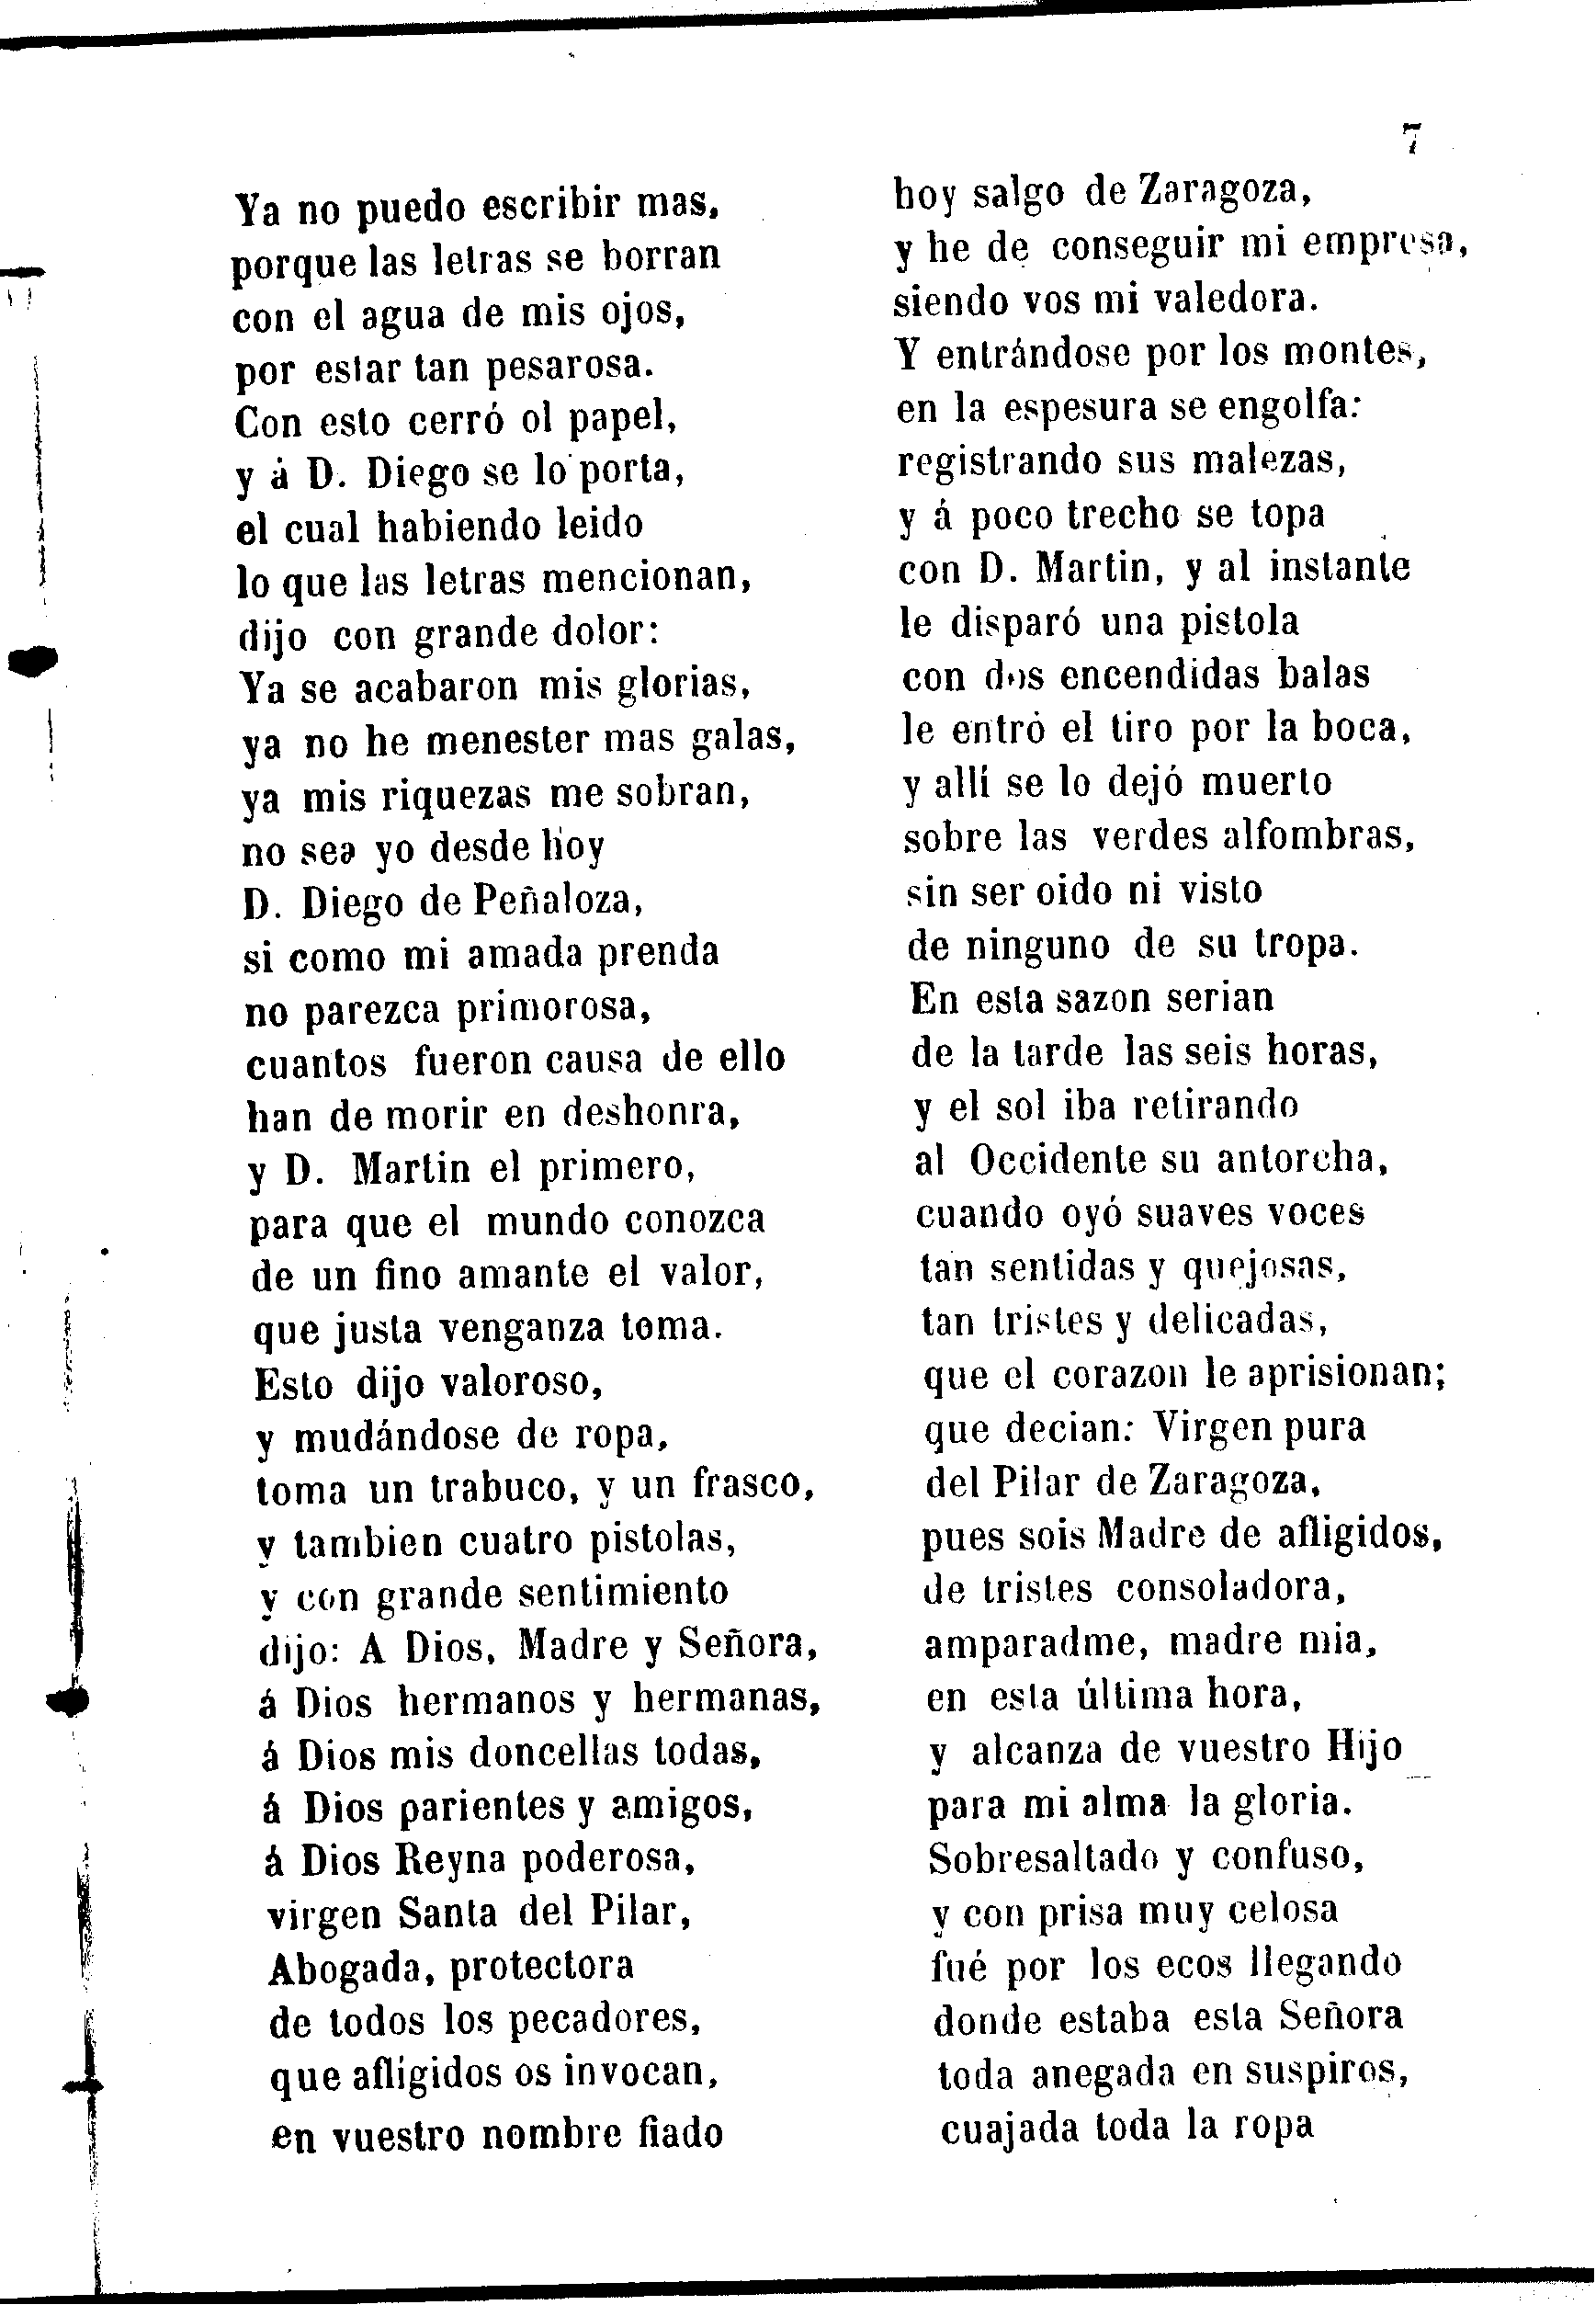 7
Ya no puedo escribir mas,
porque las letras se borran
con el agua de mis ojos,
por estar tan pesarosa.
Con esto cerró ol papel,
y á D. Diego se lo porta,
el cual habiendo leido
lo que las letras mencionan,
dijo con grande dolor:
Ya se acabaron mis glorias,
ya no he menester mas galas,
ya mis riquezas me sobran,
no sea yo desde hoy
D. Diego de Peñaloza,
si como mi amada prenda
no parezca primorosa,
cuantos fueron causa de ello
han de morir en deshonra,
y D. Martin el primero,
para que el mundo conozca
de un fino amante el valor,
que justa venganza toma.
Esto dijo valoroso,
y mudándose de ropa,
toma un trabuco, y un frasco,
y tambien cuatro pistolas,
y con grande sentimiento
dijo: A Dios, Madre y Señora,
á Dios hermanos y hermanas,
á Dios mis doncellas todas,
á Dios parientes y amigos,
á Dios Reyna poderosa,
virgen Santa del Pilar,
Abogada, protectora
de todos los pecadores,
que afligidos os invocan,
en vuestro nombre fiado
hoy salgo de Zaragoza,
y he de conseguir mi empresa,
siendo vos mi valedora.
Y entrándose por los montes,
en la espesura se engolfa:
registrando sus malezas,
y á poco trecho se topa
con D. Martin, y al instante
le disparó una pistola
con dos encendidas balas
le entró el tiro por la boca,
y allí se lo dejó muerto
sobre las verdes alfombras,
sin ser oido ni visto
de ninguno de su tropa.
En esta sazon serian
de la tarde las seis horas,
y el sol iba retirando
al Occidente su antorcha,
cuando oyó suaves voces
tan sentidas y quejosas,
tan tristes y delicadas,
que el corazon le aprisionan;
que decian: Virgen pura
del Pilar de Zaragoza,
pues sois Madre de afligidos,
de tristes consoladora,
amparadme, madre mia,
en esta última hora,
y alcanza de vuestro Hijo
para mi alma la gloria.
Sobresaltado y confuso,
y con prisa muy celosa
fué por los ecos llegando
donde estaba esta Señora
toda anegada en suspiros,
cuajada toda la ropa